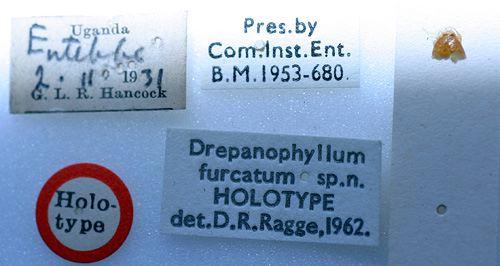 Uganda
Entebbe
2. 11 1931
G. L. R. Hancock
Pres.by
Com.Inst.Ent.
B.M.1953-680.
Holo-
type
Drepanophyllum
furcatum sp.n.
HOLOTYPE
det.D.R.Ragge,1962.